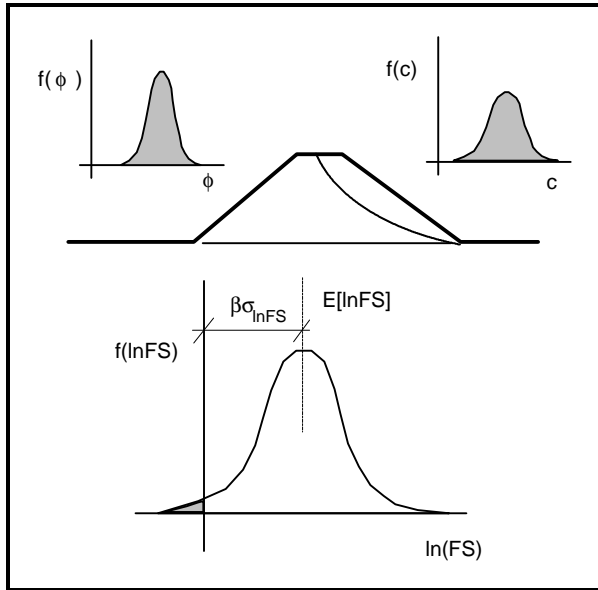 f( ϕ )
ϕ
f(c)
c
βσlnFS
E[lnFS]
f(lnFS)
ln(FS)